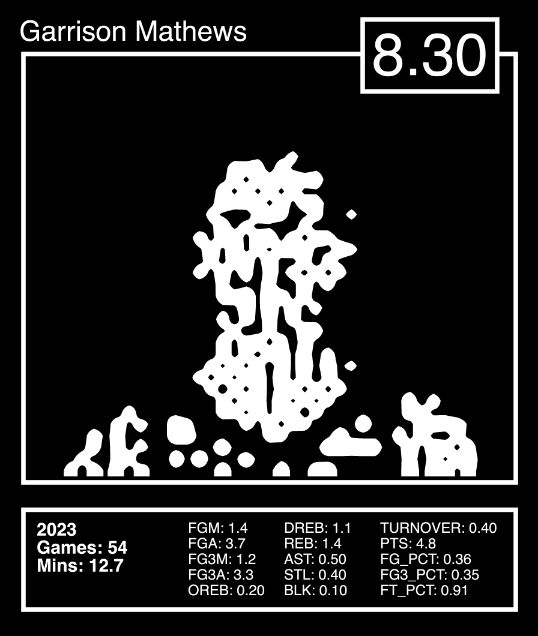 Garrison Mathews
8.30
2023
Games: 54
Mins: 12.7
FGM: 1.4
FGA: 3.7
FG3M: 1.2
FG3A: 3.3
OREB: 0.20
DREB: 1.1
REB: 1.4
AST: 0.50
STL: 0.40
BLK: 0.10
TURNOVER: 0.40
PTS: 4.8
FG_PCT: 0.36
FG3_PCT: 0.35
FT_PCT: 0.91